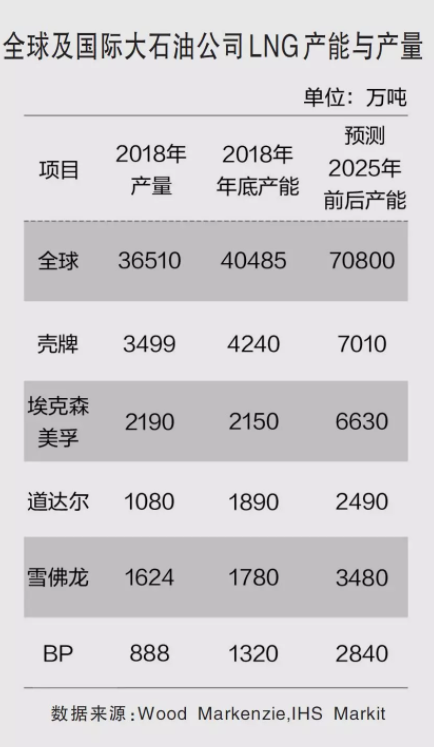 全球及国际大石油公司LNG产能与产量
单位：万吨
项目 2018年产量 2018年年底产能 预测2025年前后产能
全球 36510 40485 70800
壳牌 3499 4240 7010
埃克森美孚 2190 2150 6630
道达尔 1080 1890 2490
雪佛龙 1624 1780 3480
BP 888 1320 2840
数据来源:Wood Markenzie,IHS Markit